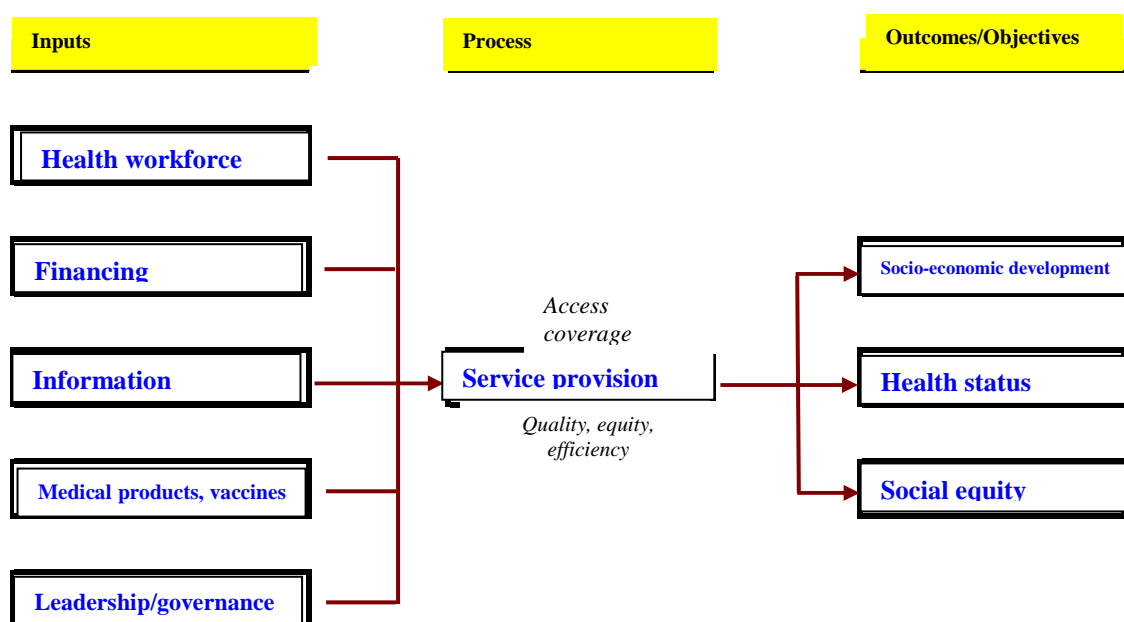 Inputs
Process
Outcomes/Objectives
Health workforce
Financing
Information
Medical products, vaccines
Leadership/governance
Access
coverage
Service provision
Quality, equity,
efficiency
Socio-economic development
Health status
Social equity